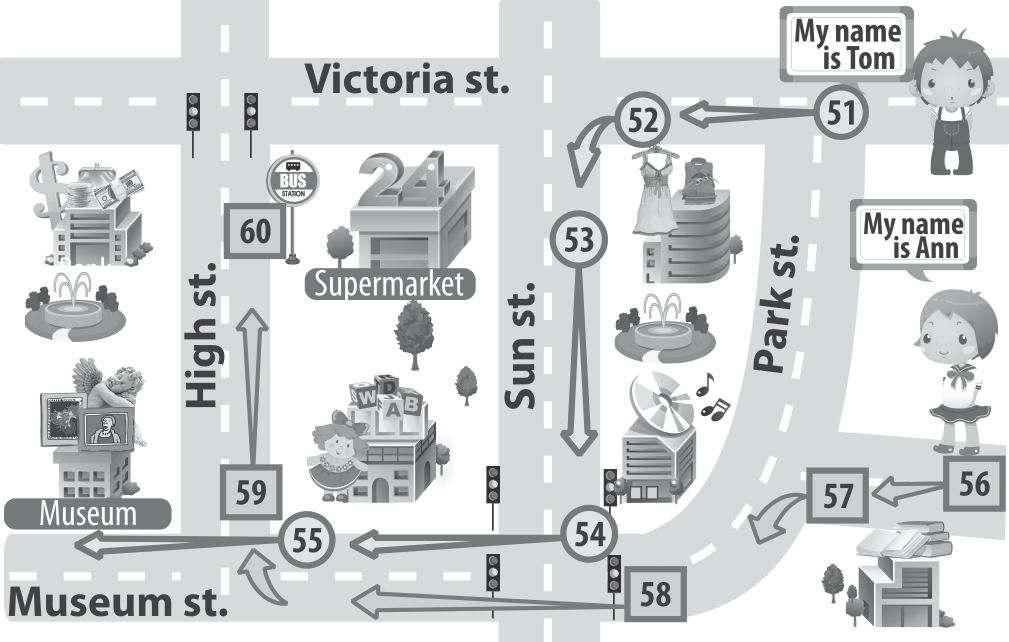 My name
is Tom
Victoria st.
51
52
BUS
STATION
24
53
60
My name
is Ann
Supermarket
High st.
Sun st.
Park st.
W D
A B
59
57
56
Museum
55
54
58
Museum st.